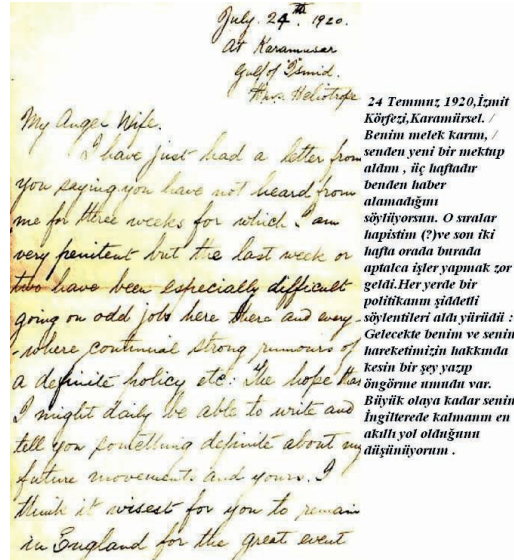 July. 24th. 1920.
At Karamusar
Gulf of Ismid.
H.M.S. Heliotrope
My Angel Wife.
I have just had a letter from
you saying you have not heard from
me for three weeks for which I am
very penitent but the last week or
two have been especially difficult
going on odd jobs here there and every-
-where continual strong rumours of
a definite policy etc: The hope that
I might daily be able to write and
tell you something definite about my
future movements and yours. I
think it wisest for you to remain
in England for the great event
24 Temmuz 1920,İzmit
Körfezi,Karamürsel. /
Benim melek karım, /
senden yeni bir mektup
aldım , üç haftadır
benden haber
alamadığını
söylüyorsun. O sıralar
hapistim (?)ve son iki
hafta orada burada
aptalca işler yapmak zor
geldi.Her yerde bir
politikanın şiddetli
söylentileri aldı yürüdü :
Gelecekte benim ve senin
hareketimizin hakkında
kesin bir şey yazıp
öngörme umudu var.
Büyük olaya kadar senin
İngilterede kalmanın en
akıllı yol olduğunu
düşünüyorum .